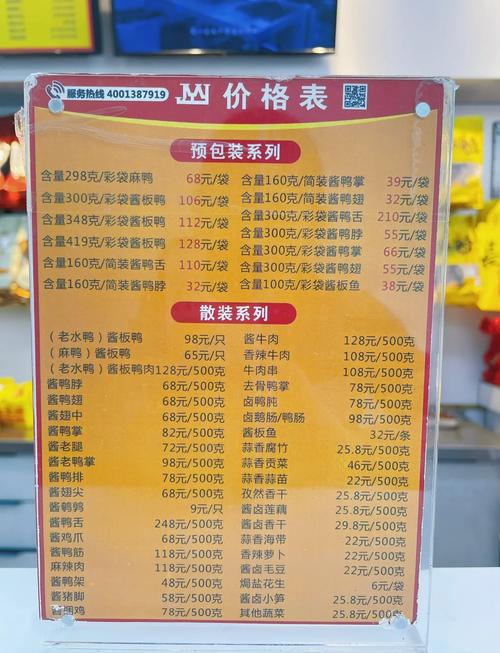 服务热线 4001387919 价格表
预包装系列
含量298克/彩袋麻鸭 68元/袋
含量300克/彩袋酱板鸭 106元/袋
含量348克/彩袋酱板鸭 112元/袋
含量419克/彩袋酱板鸭 128元/袋
含量160克/简装酱鸭舌 110元/袋
含量160克/简装酱鸭脖 32元/袋
含量160克/简装酱鸭掌 39元/袋
含量160克/简装酱鸭翅 32元/袋
含量300克/彩袋酱鸭舌 210元/袋
含量300克/彩袋酱鸭脖 55元/袋
含量300克/彩袋酱鸭掌 66元/袋
含量300克/彩袋酱鸭翅 55元/袋
含量100克/彩袋酱板鱼 38元/袋
散装系列
（老水鸭）酱板鸭 98元/只
（麻鸭）酱板鸭 65元/只
（老水鸭）酱板鸭肉 128元/500克
酱鸭脖 68元/500克
酱鸭翅 68元/500克
酱翅中 68元/500克
酱鸭掌 82元/500克
酱老腿 72元/500克
酱老鸭掌 98元/500克
酱鸭排 78元/500克
酱翅尖 68元/500克
酱鹌鹑 9元/只
酱鸭舌 248元/500克
酱鸡爪 68元/500克
酱鸭筋 118元/500克
麻辣肉 118元/500克
酱鸭架 48元/500克
酱猪脚 58元/500克
鸡 78元/500克
酱牛肉 128元/500克
香辣牛肉 108元/500克
牛肉串 108元/500克
去骨鸭掌 78元/500克
卤鸭肫 78元/500克
卤鹅肠/鸭肠 98元/500克
酱板鱼 32元/条
蒜香腐竹 25.8元/500克
蒜香贡菜 46元/500克
蒜香蒜苗 22元/500克
孜然香干 25.8元/500克
酱卤莲藕 25.8元/500克
酱卤香干 29.8元/500克
蒜香海带 22元/500克
香辣萝卜 22元/500克
酱卤毛豆 22元/500克
焗盐花生 6元/袋
酱卤小笋 25.8元/500克
其他蔬菜 25.8元/500克